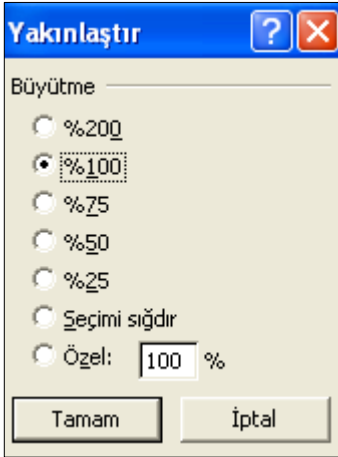 Yakınlaştır
Büyütme
%200
%100
%75
%50
%25
Seçimi sığdır
Özel: 100 %
Tamam İptal